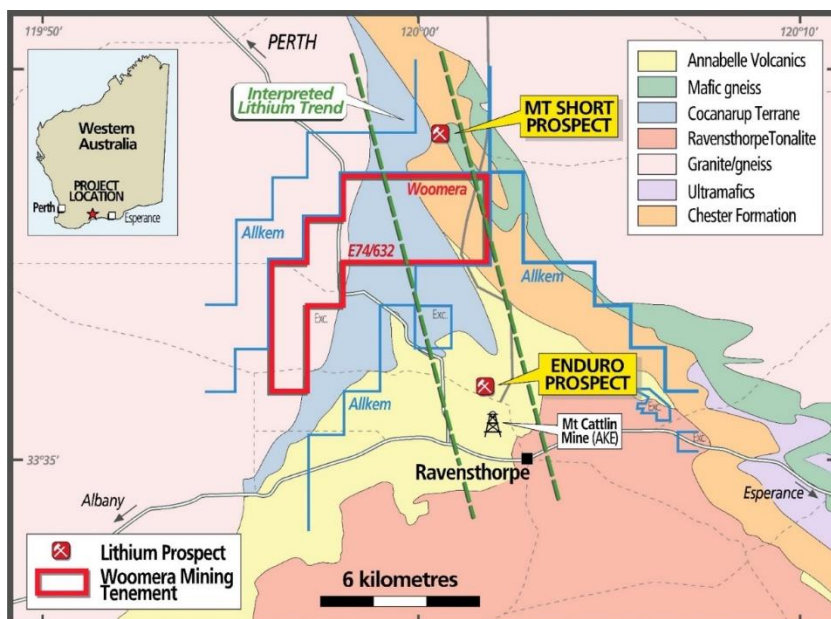 119°50'
120°00'
120°10'
PERTH
Interpreted
Lithium Trend
MT SHORT
PROSPECT
Western
Australia
PROJECT
LOCATION
Perth
Esperance
Annabelle Volcanics
Mafic gneiss
Cocanarup Terrane
RavensthorpeTonalite
Granite/gneiss
Ultramafics
Chester Formation
Woomera
Allkem
E74/632
Allkem
Exc.
Exc.
ENDURO
PROSPECT
Allkem
Mt Cattlin
Mine (AKE)
Exc.
Exc.
33°35'
Ravensthorpe
Albany
Esperance
Lithium Prospect
Woomera Mining
Tenement
6 kilometres